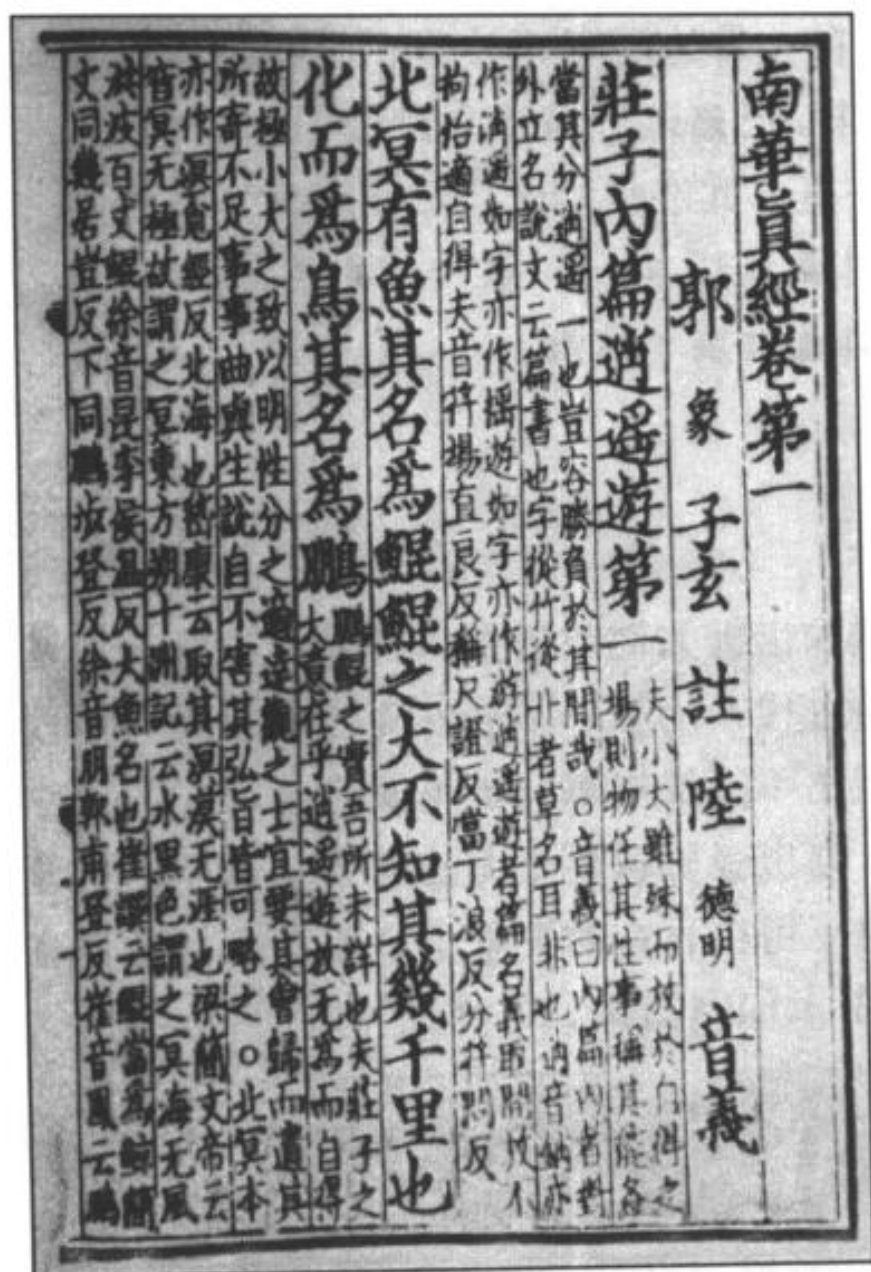 南華眞經卷第一
郭象子玄註陸德明音義
莊子內篇逍遙遊第一
夫小大雖殊而放於自得之
場則物任其性事稱其能各
當其分逍遙一也豈容勝負於其間哉○音義曰內篇內者對
外立名說文云篇書也字從竹從艹者草名耳非也逍音銷亦
作消遙如字亦作搖遊如字亦作游逍遙遊者篇名義取閒放不
拘怡適自得夫音符場直良反稱尺證反當丁浪反分符問反
北冥有魚其名爲鯤鯤之大不知其幾千里也
化而爲鳥其名爲鵬
鵬鯤之實吾所未詳也夫莊子之
大意在乎逍遙遊放无爲而自得
故極小大之致以明性分之適達觀之士宜要其會歸而遺其
所寄不足事事曲與生說自不害其弘旨皆可略之○北冥本
亦作溟覓經反北海也嵇康云取其溟漠无涯也梁簡文帝云
窅冥无極故謂之冥東方朔十洲記云水黑色謂之冥海无風
洪波百丈鯤徐音昆李侯温反大魚名也崔譔云鯤當爲鯨簡
文同幾居豈反下同鵬步登反徐音朋郭甫登反崔音鳳云鵬